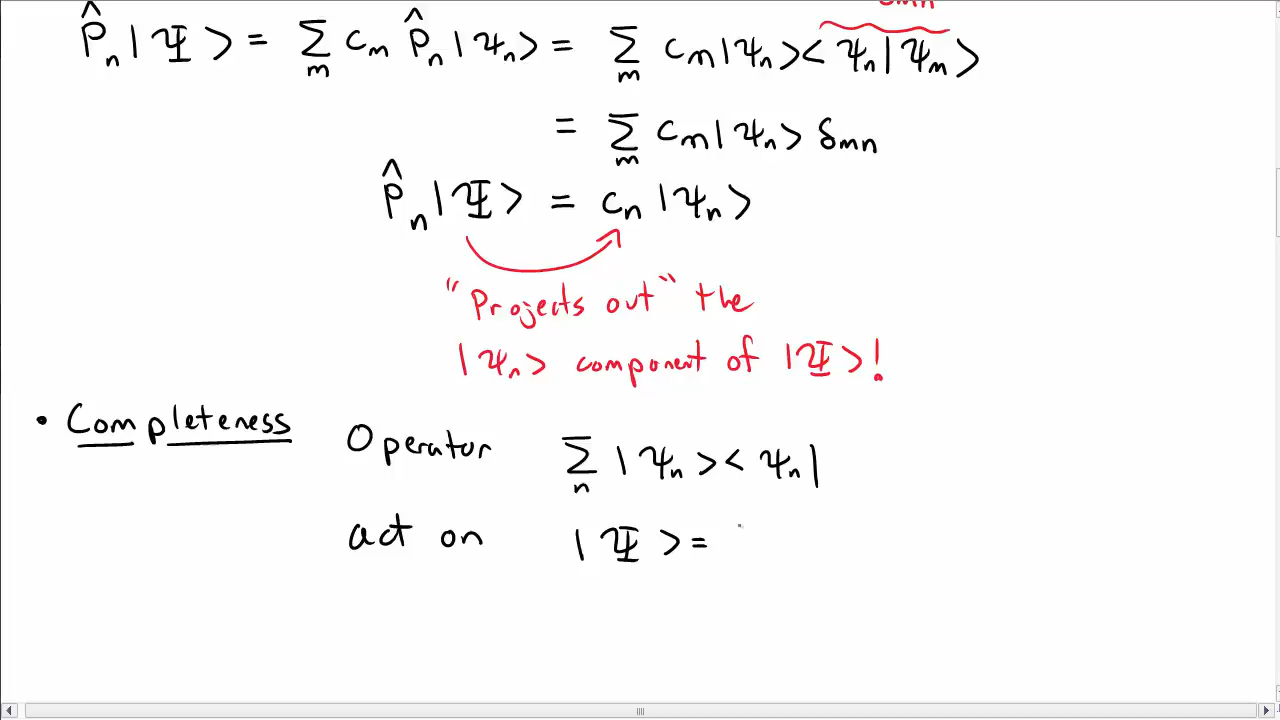 δmn
P̂n|Ψ> = Σm cm P̂n|ψn> = Σm cm|ψn><ψn|ψm>
= Σm cm|ψn> δmn
P̂n|Ψ> = cn|ψn>
"Projects out" the
|ψn> component of |Ψ>!
• Completeness Operator Σn |ψn><ψn|
act on |Ψ> =